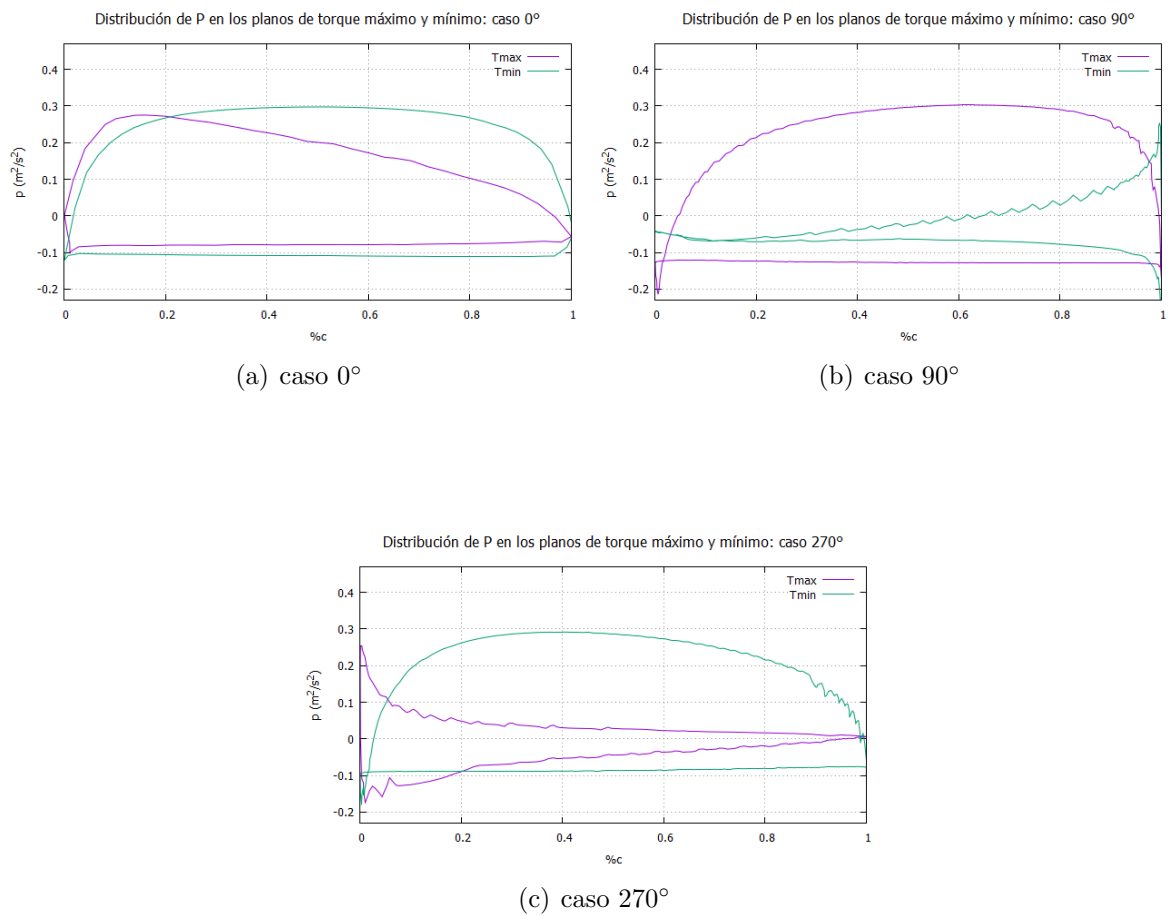 Distribución de P en los planos de torque máximo y mínimo: caso 0°
Tmax
Tmin
p (m²/s²)
0.4
0.3
0.2
0.1
0
-0.1
-0.2
0 0.2 0.4 0.6 0.8 1
%c
(a) caso 0°
Distribución de P en los planos de torque máximo y mínimo: caso 90°
Tmax
Tmin
p (m²/s²)
0.4
0.3
0.2
0.1
0
-0.1
-0.2
0 0.2 0.4 0.6 0.8 1
%c
(b) caso 90°
Distribución de P en los planos de torque máximo y mínimo: caso 270°
Tmax
Tmin
p (m²/s²)
0.4
0.3
0.2
0.1
0
-0.1
-0.2
0 0.2 0.4 0.6 0.8 1
%c
(c) caso 270°